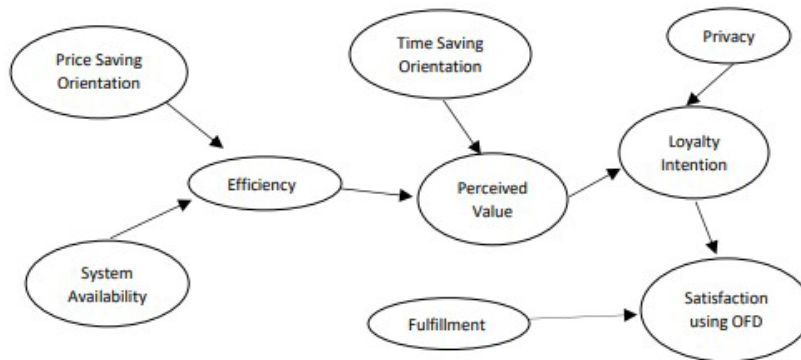 Price Saving
Orientation
Time Saving
Orientation
Privacy
Loyalty
Intention
Efficiency
Perceived
Value
System
Availability
Satisfaction
using OFD
Fulfillment